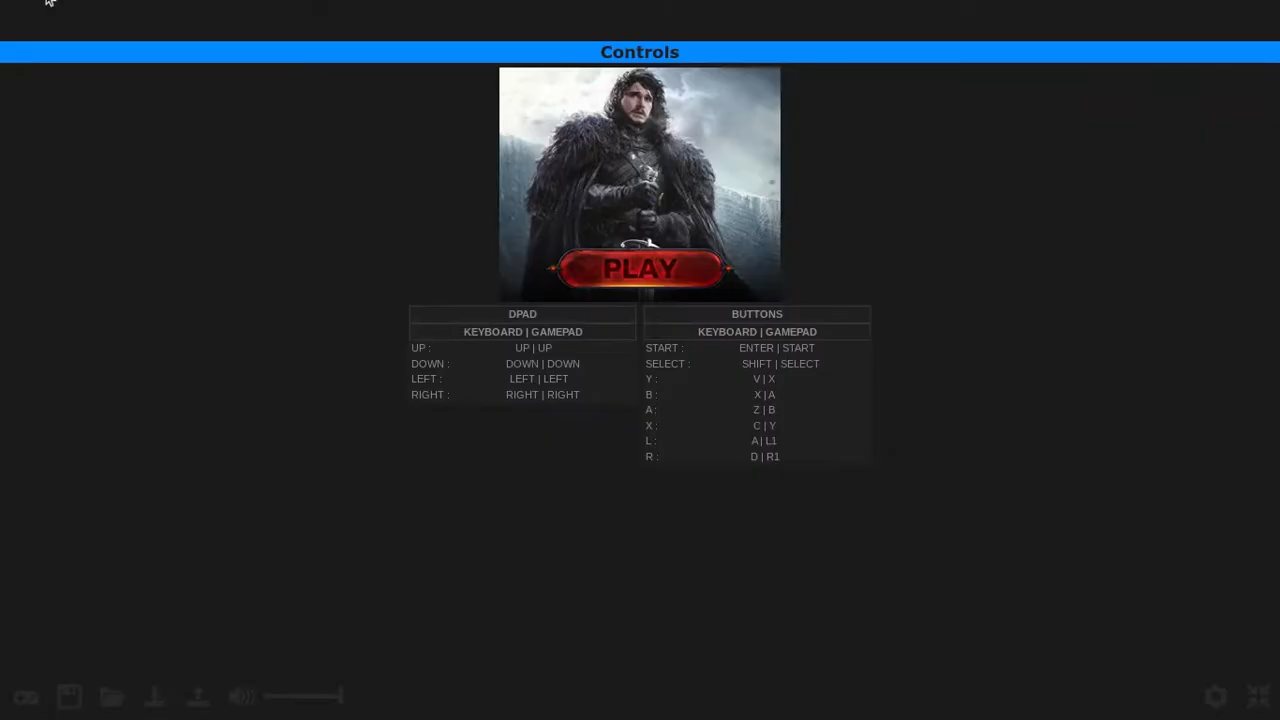 Controls
PLAY
DPAD
KEYBOARD | GAMEPAD
UP : UP | UP
DOWN : DOWN | DOWN
LEFT : LEFT | LEFT
RIGHT : RIGHT | RIGHT
BUTTONS
KEYBOARD | GAMEPAD
START : ENTER | START
SELECT : SHIFT | SELECT
Y : V | X
B : X | A
A : Z | B
X : C | Y
L : A | L1
R : D | R1